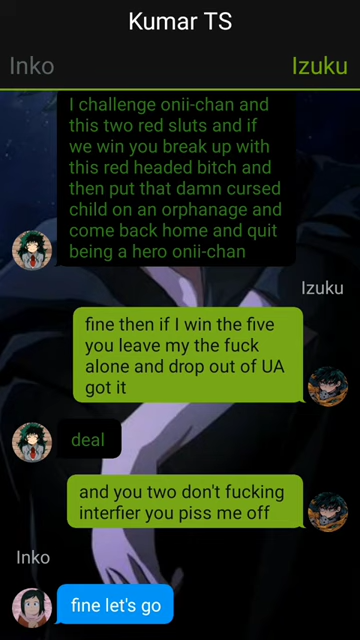 Kumar TS
Inko
Izuku
I challenge onii-chan and
this two red sluts and if
we win you break up with
this red headed bitch and
then put that damn cursed
child on an orphanage and
come back home and quit
being a hero onii-chan
Izuku
fine then if I win the five
you leave my the fuck
alone and drop out of UA
got it
deal
and you two don't fucking
interfier you piss me off
Inko
fine let's go